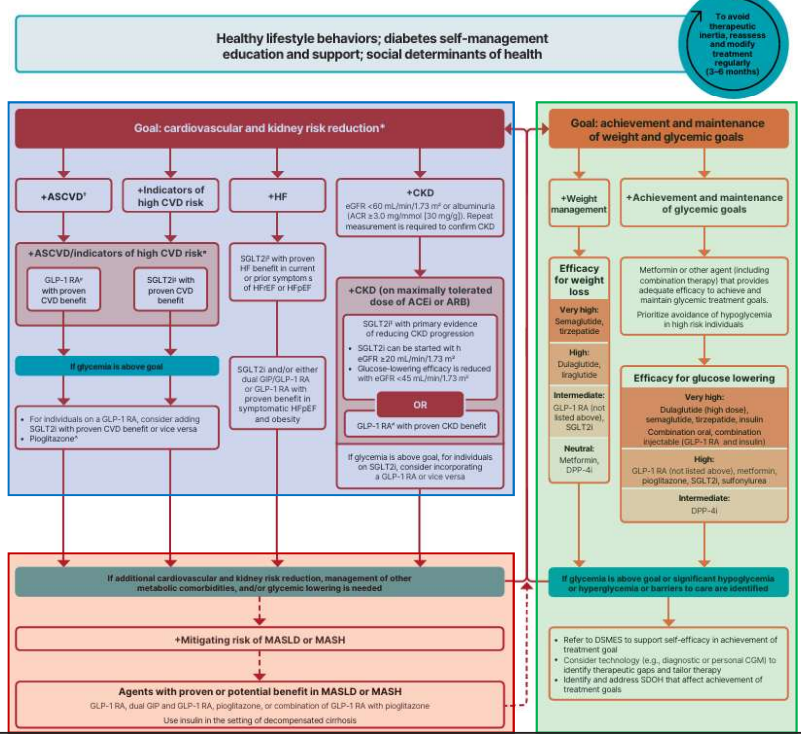 Healthy lifestyle behaviors; diabetes self-management
education and support; social determinants of health
To avoid
therapeutic
inertia, reassess
and modify
treatment
regularly
(3–6 months)
Goal: cardiovascular and kidney risk reduction*
+ASCVD†
+Indicators of
high CVD risk
+HF
+CKD
eGFR <60 mL/min/1.73 m² or albuminuria
(ACR ≥3.0 mg/mmol [30 mg/g]). Repeat
measurement is required to confirm CKD
+ASCVD/indicators of high CVD risk*
GLP-1 RA#
with proven
CVD benefit
SGLT2i§ with
proven CVD
benefit
If glycemia is above goal
• For individuals on a GLP-1 RA, consider adding
SGLT2i with proven CVD benefit or vice versa
• Pioglitazone^
SGLT2i§ with proven
HF benefit in current
or prior symptom s
of HFrEF or HFpEF
SGLT2i and/or either
dual GIP/GLP-1 RA
or GLP-1 RA with
proven benefit in
symptomatic HFpEF
and obesity
+CKD (on maximally tolerated
dose of ACEi or ARB)
SGLT2i§ with primary evidence
of reducing CKD progression
• SGLT2i can be started wit h
eGFR ≥20 mL/min/1.73 m²
• Glucose-lowering efficacy is reduced
with eGFR <45 mL/min/1.73 m²
OR
GLP-1 RA# with proven CKD benefit
If glycemia is above goal, for individuals
on SGLT2i, consider incorporating
a GLP-1 RA or vice versa
If additional cardiovascular and kidney risk reduction, management of other
metabolic comorbidities, and/or glycemic lowering is needed
+Mitigating risk of MASLD or MASH
Agents with proven or potential benefit in MASLD or MASH
GLP-1 RA, dual GIP and GLP-1 RA, pioglitazone, or combination of GLP-1 RA with pioglitazone
Use insulin in the setting of decompensated cirrhosis
Goal: achievement and maintenance
of weight and glycemic goals
+Weight
management
+Achievement and maintenance
of glycemic goals
Efficacy
for weight
loss
Very high:
Semaglutide,
tirzepatide
High:
Dulaglutide,
liraglutide
Intermediate:
GLP-1 RA (not
listed above),
SGLT2i
Neutral:
Metformin,
DPP-4i
Metformin or other agent (including
combination therapy) that provides
adequate efficacy to achieve and
maintain glycemic treatment goals.
Prioritize avoidance of hypoglycemia
in high risk individuals
Efficacy for glucose lowering
Very high:
Dulaglutide (high dose),
semaglutide, tirzepatide, insulin
Combination oral, combination
injectable (GLP-1 RA and insulin)
High:
GLP-1 RA (not listed above), metformin,
pioglitazone, SGLT2i, sulfonylurea
Intermediate:
DPP-4i
If glycemia is above goal or significant hypoglycemia
or hyperglycemia or barriers to care are identified
• Refer to DSMES to support self-efficacy in achievement of
treatment goal
• Consider technology (e.g., diagnostic or personal CGM) to
identify therapeutic gaps and tailor therapy
• Identify and address SDOH that affect achievement of
treatment goals